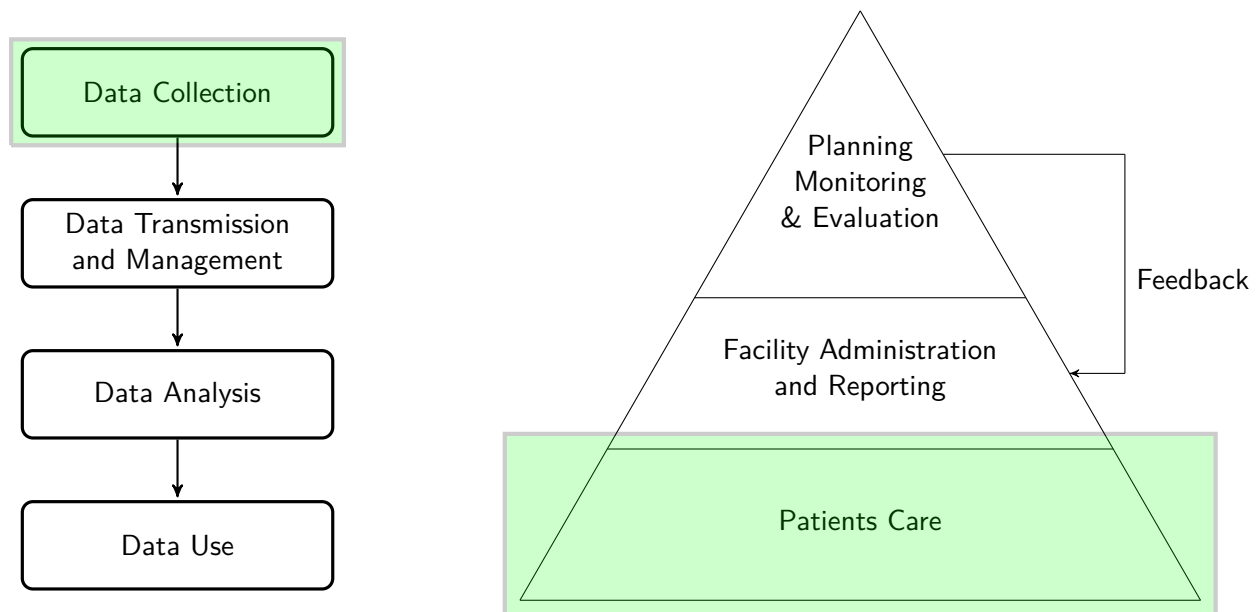 Data Collection
Data Transmission
and Management
Data Analysis
Data Use
Planning
Monitoring
& Evaluation
Feedback
Facility Administration
and Reporting
Patients Care